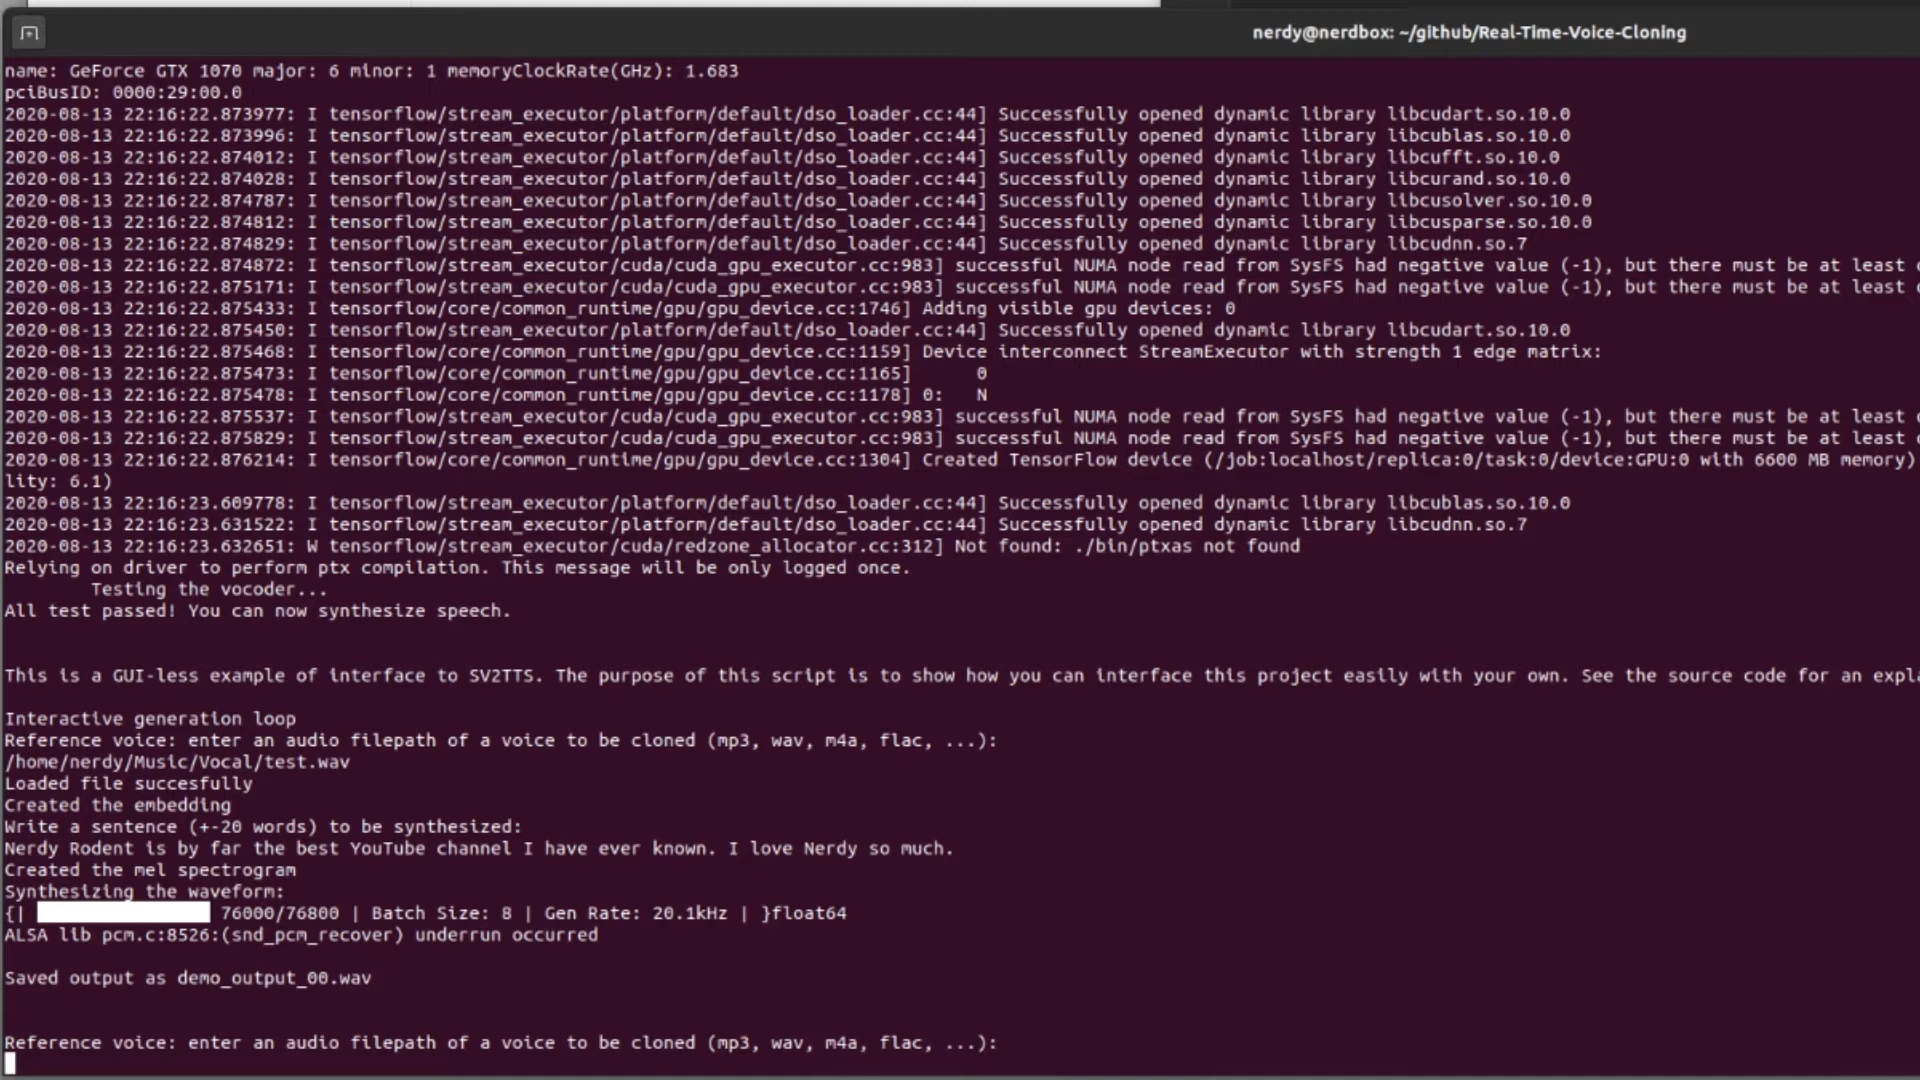 nerdy@nerdbox: ~/github/Real-Time-Voice-Cloning
name: GeForce GTX 1070 major: 6 minor: 1 memoryClockRate(GHz): 1.683
pciBusID: 0000:29:00.0
2020-08-13 22:16:22.873977: I tensorflow/stream_executor/platform/default/dso_loader.cc:44] Successfully opened dynamic library libcudart.so.10.0
2020-08-13 22:16:22.873996: I tensorflow/stream_executor/platform/default/dso_loader.cc:44] Successfully opened dynamic library libcublas.so.10.0
2020-08-13 22:16:22.874012: I tensorflow/stream_executor/platform/default/dso_loader.cc:44] Successfully opened dynamic library libcufft.so.10.0
2020-08-13 22:16:22.874028: I tensorflow/stream_executor/platform/default/dso_loader.cc:44] Successfully opened dynamic library libcurand.so.10.0
2020-08-13 22:16:22.874787: I tensorflow/stream_executor/platform/default/dso_loader.cc:44] Successfully opened dynamic library libcusolver.so.10.0
2020-08-13 22:16:22.874812: I tensorflow/stream_executor/platform/default/dso_loader.cc:44] Successfully opened dynamic library libcusparse.so.10.0
2020-08-13 22:16:22.874829: I tensorflow/stream_executor/platform/default/dso_loader.cc:44] Successfully opened dynamic library libcudnn.so.7
2020-08-13 22:16:22.874872: I tensorflow/stream_executor/cuda/cuda_gpu_executor.cc:983] successful NUMA node read from SysFS had negative value (-1), but there must be at least
2020-08-13 22:16:22.875171: I tensorflow/stream_executor/cuda/cuda_gpu_executor.cc:983] successful NUMA node read from SysFS had negative value (-1), but there must be at least
2020-08-13 22:16:22.875433: I tensorflow/core/common_runtime/gpu/gpu_device.cc:1746] Adding visible gpu devices: 0
2020-08-13 22:16:22.875450: I tensorflow/stream_executor/platform/default/dso_loader.cc:44] Successfully opened dynamic library libcudart.so.10.0
2020-08-13 22:16:22.875468: I tensorflow/core/common_runtime/gpu/gpu_device.cc:1159] Device interconnect StreamExecutor with strength 1 edge matrix:
2020-08-13 22:16:22.875473: I tensorflow/core/common_runtime/gpu/gpu_device.cc:1165]      0
2020-08-13 22:16:22.875478: I tensorflow/core/common_runtime/gpu/gpu_device.cc:1178] 0:   N
2020-08-13 22:16:22.875537: I tensorflow/stream_executor/cuda/cuda_gpu_executor.cc:983] successful NUMA node read from SysFS had negative value (-1), but there must be at least
2020-08-13 22:16:22.875829: I tensorflow/stream_executor/cuda/cuda_gpu_executor.cc:983] successful NUMA node read from SysFS had negative value (-1), but there must be at least
2020-08-13 22:16:22.876214: I tensorflow/core/common_runtime/gpu/gpu_device.cc:1304] Created TensorFlow device (/job:localhost/replica:0/task:0/device:GPU:0 with 6600 MB memory)
lity: 6.1)
2020-08-13 22:16:23.609778: I tensorflow/stream_executor/platform/default/dso_loader.cc:44] Successfully opened dynamic library libcublas.so.10.0
2020-08-13 22:16:23.631522: I tensorflow/stream_executor/platform/default/dso_loader.cc:44] Successfully opened dynamic library libcudnn.so.7
2020-08-13 22:16:23.632651: W tensorflow/stream_executor/cuda/redzone_allocator.cc:312] Not found: ./bin/ptxas not found
Relying on driver to perform ptx compilation. This message will be only logged once.
        Testing the vocoder...
All test passed! You can now synthesize speech.
This is a GUI-less example of interface to SV2TTS. The purpose of this script is to show how you can interface this project easily with your own. See the source code for an expla
Interactive generation loop
Reference voice: enter an audio filepath of a voice to be cloned (mp3, wav, m4a, flac, ...):
/home/nerdy/Music/Vocal/test.wav
Loaded file succesfully
Created the embedding
Write a sentence (+-20 words) to be synthesized:
Nerdy Rodent is by far the best YouTube channel I have ever known. I love Nerdy so much.
Created the mel spectrogram
Synthesizing the waveform:
{| ████████████████ 76000/76800 | Batch Size: 8 | Gen Rate: 20.1kHz | }float64
ALSA lib pcm.c:8526:(snd_pcm_recover) underrun occurred
Saved output as demo_output_00.wav
Reference voice: enter an audio filepath of a voice to be cloned (mp3, wav, m4a, flac, ...):